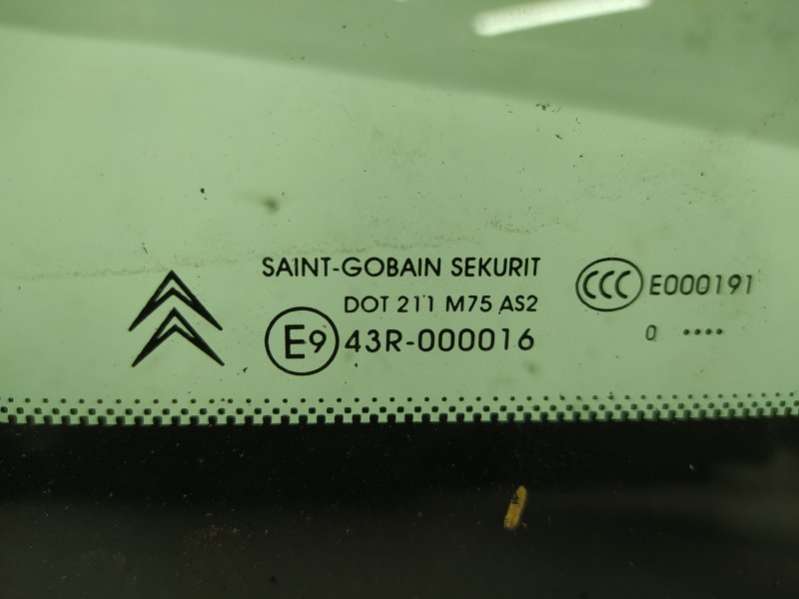 SAINT-GOBAIN SEKURIT
DOT 211 M75 AS2
E9 43R-000016
CCC E000191
0 ....